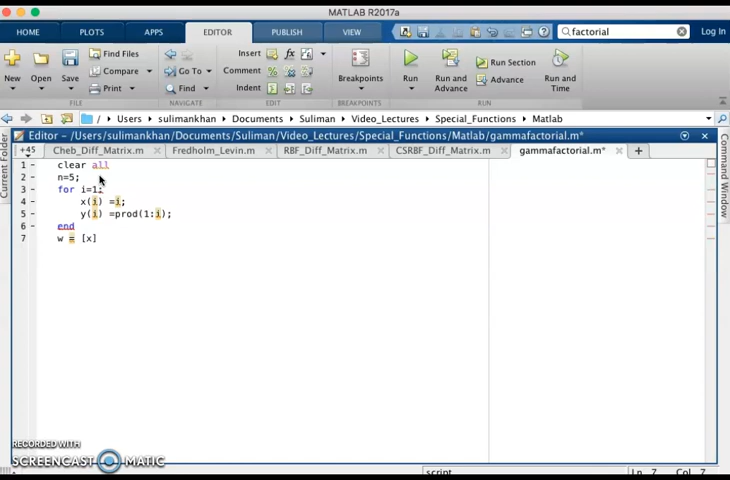 MATLAB R2017a
HOME PLOTS APPS EDITOR PUBLISH VIEW factorial Log In
New Open Save Find Files Compare Print Go To Find Insert fx Comment % Indent Breakpoints Run Run and Advance Run Section Advance Run and Time
FILE NAVIGATE EDIT BREAKPOINTS RUN
/ Users sulimankhan Documents Suliman Video_Lectures Special_Functions Matlab
Editor – /Users/sulimankhan/Documents/Suliman/Video_Lectures/Special_Functions/Matlab/gammafactorial.m*
+45 Cheb_Diff_Matrix.m Fredholm_Levin.m RBF_Diff_Matrix.m CSRBF_Diff_Matrix.m gammafactorial.m*
Current Folder
Command Window
1 – clear all
2 – n=5;
3 – for i=1:
4 – x(i) =i;
5 – y(i) =prod(1:i);
6 – end
7 – w = [x]
RECORDED WITH
SCREENCAST MATIC
script Ln 7